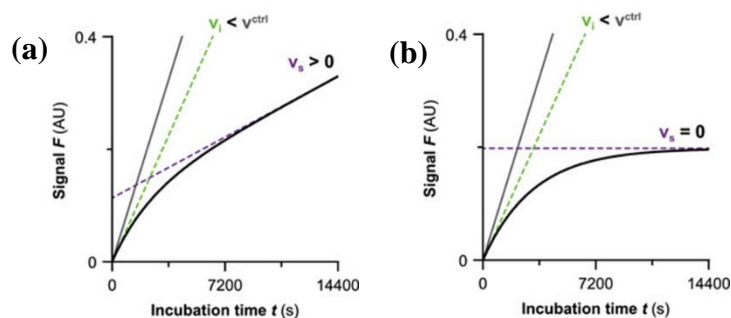 (a)
0.4
v_i < v^ctrl
v_s > 0
Signal F (AU)
0
0
7200
14400
Incubation time t (s)
(b)
0.4
v_i < v^ctrl
v_s = 0
Signal F (AU)
0
0
7200
14400
Incubation time t (s)